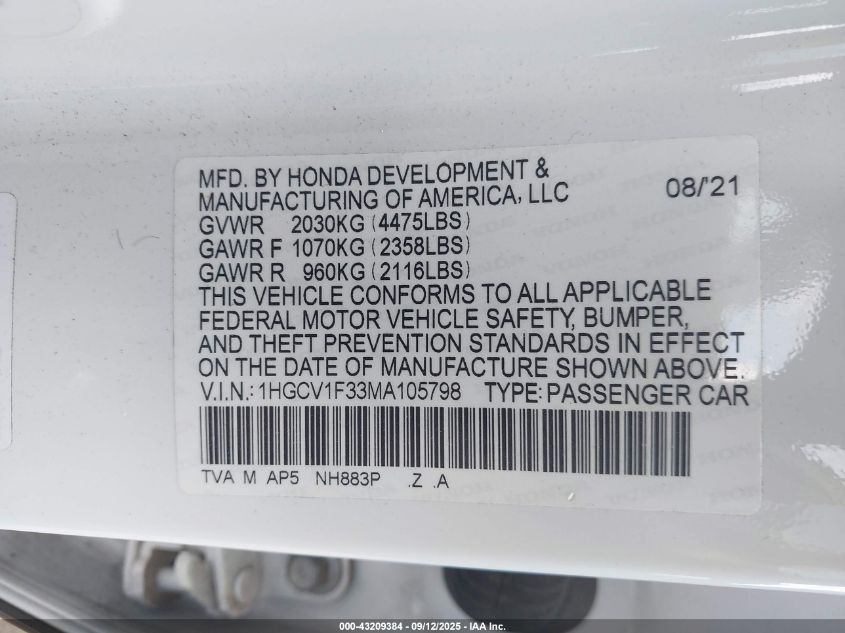 MFD. BY HONDA DEVELOPMENT &
MANUFACTURING OF AMERICA, LLC 08/'21
GVWR 2030KG (4475LBS)
GAWR F 1070KG (2358LBS)
GAWR R 960KG (2116LBS)
THIS VEHICLE CONFORMS TO ALL APPLICABLE
FEDERAL MOTOR VEHICLE SAFETY, BUMPER,
AND THEFT PREVENTION STANDARDS IN EFFECT
ON THE DATE OF MANUFACTURE SHOWN ABOVE.
V.I.N.: 1HGCV1F33MA105798 TYPE: PASSENGER CAR
TVA M AP5 NH883P .Z .A
000-43209384 - 09/12/2025 - IAA Inc.